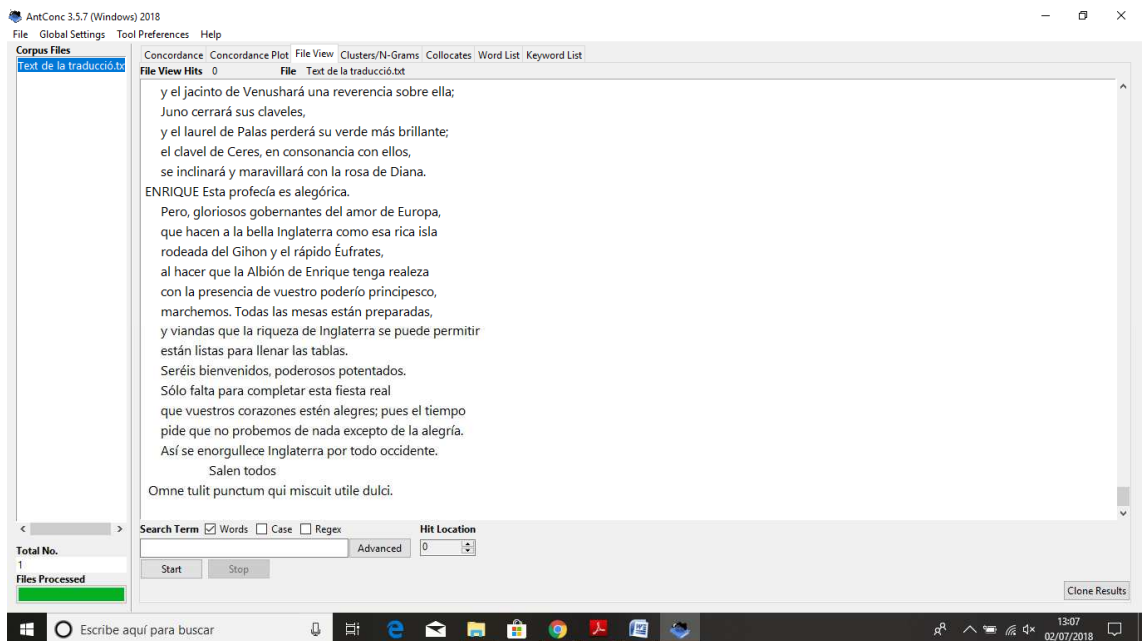 AntConc 3.5.7 (Windows) 2018
File Global Settings Tool Preferences Help
Corpus Files
Text de la traducció.tx
Concordance Concordance Plot File View Clusters/N-Grams Collocates Word List Keyword List
File View Hits 0 File Text de la traducció.txt
y el jacinto de Venushará una reverencia sobre ella;
Juno cerrará sus claveles,
y el laurel de Palas perderá su verde más brillante;
el clavel de Ceres, en consonancia con ellos,
se inclinará y maravillará con la rosa de Diana.
ENRIQUE Esta profecía es alegórica.
Pero, gloriosos gobernantes del amor de Europa,
que hacen a la bella Inglaterra como esa rica isla
rodeada del Gihon y el rápido Éufrates,
al hacer que la Albión de Enrique tenga realeza
con la presencia de vuestro poderío principesco,
marchemos. Todas las mesas están preparadas,
y viandas que la riqueza de Inglaterra se puede permitir
están listas para llenar las tablas.
Seréis bienvenidos, poderosos potentados.
Sólo falta para completar esta fiesta real
que vuestros corazones estén alegres; pues el tiempo
pide que no probemos de nada excepto de la alegría.
Así se enorgullece Inglaterra por todo occidente.
Salen todos
Omne tulit punctum qui miscuit utile dulci.
Search Term Words Case Regex Hit Location
Advanced 0
Start Stop
Total No.
1
Files Processed
Clone Results
Escribe aquí para buscar
13:07
02/07/2018